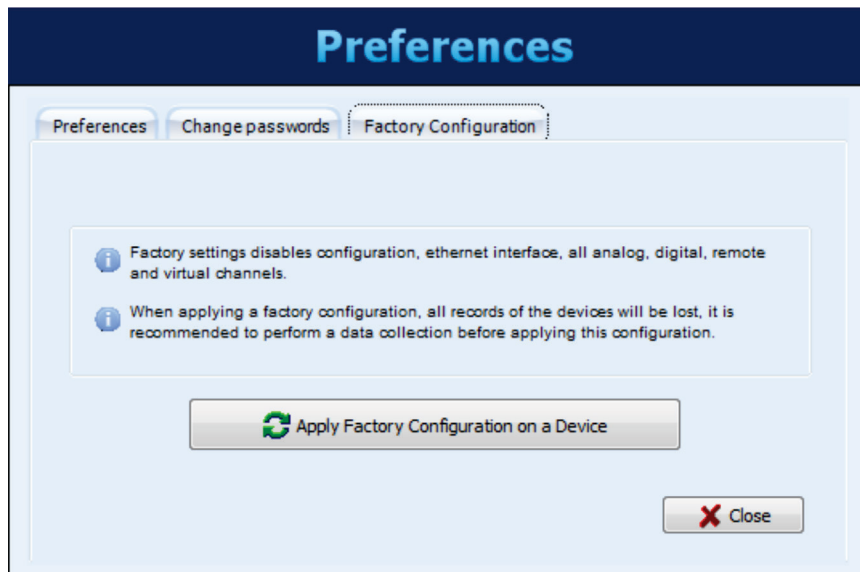 Preferences
Preferences
Change passwords
Factory Configuration
Factory settings disables configuration, ethernet interface, all analog, digital, remote
and virtual channels.
When applying a factory configuration, all records of the devices will be lost, it is
recommended to perform a data collection before applying this configuration.
Apply Factory Configuration on a Device
Close